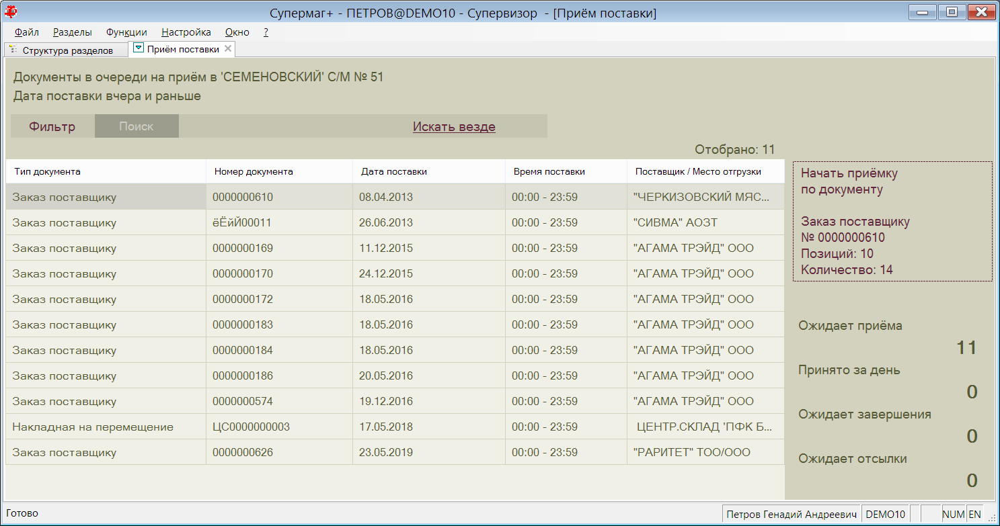 Супермаг+ - ПЕТРОВ@DEMO10 - Супервизор - [Приём поставки]
Файл Разделы Функции Настройка Окно ?
Структура разделов Приём поставки
Документы в очереди на приём в 'СЕМЕНОВСКИЙ' С/М № 51
Дата поставки вчера и раньше
Фильтр Поиск Искать везде
Отобрано: 11
Тип документа Номер документа Дата поставки Время поставки Поставщик / Место отгрузки
Заказ поставщику 0000000610 08.04.2013 00:00 - 23:59 "ЧЕРКИЗОВСКИЙ МЯС...
Заказ поставщику ёЁйЙ00011 26.06.2013 00:00 - 23:59 "СИВМА" АОЗТ
Заказ поставщику 0000000169 11.12.2015 00:00 - 23:59 "АГАМА ТРЭЙД" ООО
Заказ поставщику 0000000170 24.12.2015 00:00 - 23:59 "АГАМА ТРЭЙД" ООО
Заказ поставщику 0000000172 18.05.2016 00:00 - 23:59 "АГАМА ТРЭЙД" ООО
Заказ поставщику 0000000183 18.05.2016 00:00 - 23:59 "АГАМА ТРЭЙД" ООО
Заказ поставщику 0000000184 18.05.2016 00:00 - 23:59 "АГАМА ТРЭЙД" ООО
Заказ поставщику 0000000186 20.05.2016 00:00 - 23:59 "АГАМА ТРЭЙД" ООО
Заказ поставщику 0000000574 19.12.2016 00:00 - 23:59 "АГАМА ТРЭЙД" ООО
Накладная на перемещение ЦС0000000003 17.05.2018 00:00 - 23:59 ЦЕНТР.СКЛАД 'ПФК Б...
Заказ поставщику 0000000626 23.05.2019 00:00 - 23:59 "РАРИТЕТ" ТОО/ООО
Начать приёмку
по документу
Заказ поставщику
№ 0000000610
Позиций: 10
Количество: 14
Ожидает приёма
11
Принято за день
0
Ожидает завершения
0
Ожидает отсылки
0
Готово Петров Генадий Андреевич DEMO10 NUM EN